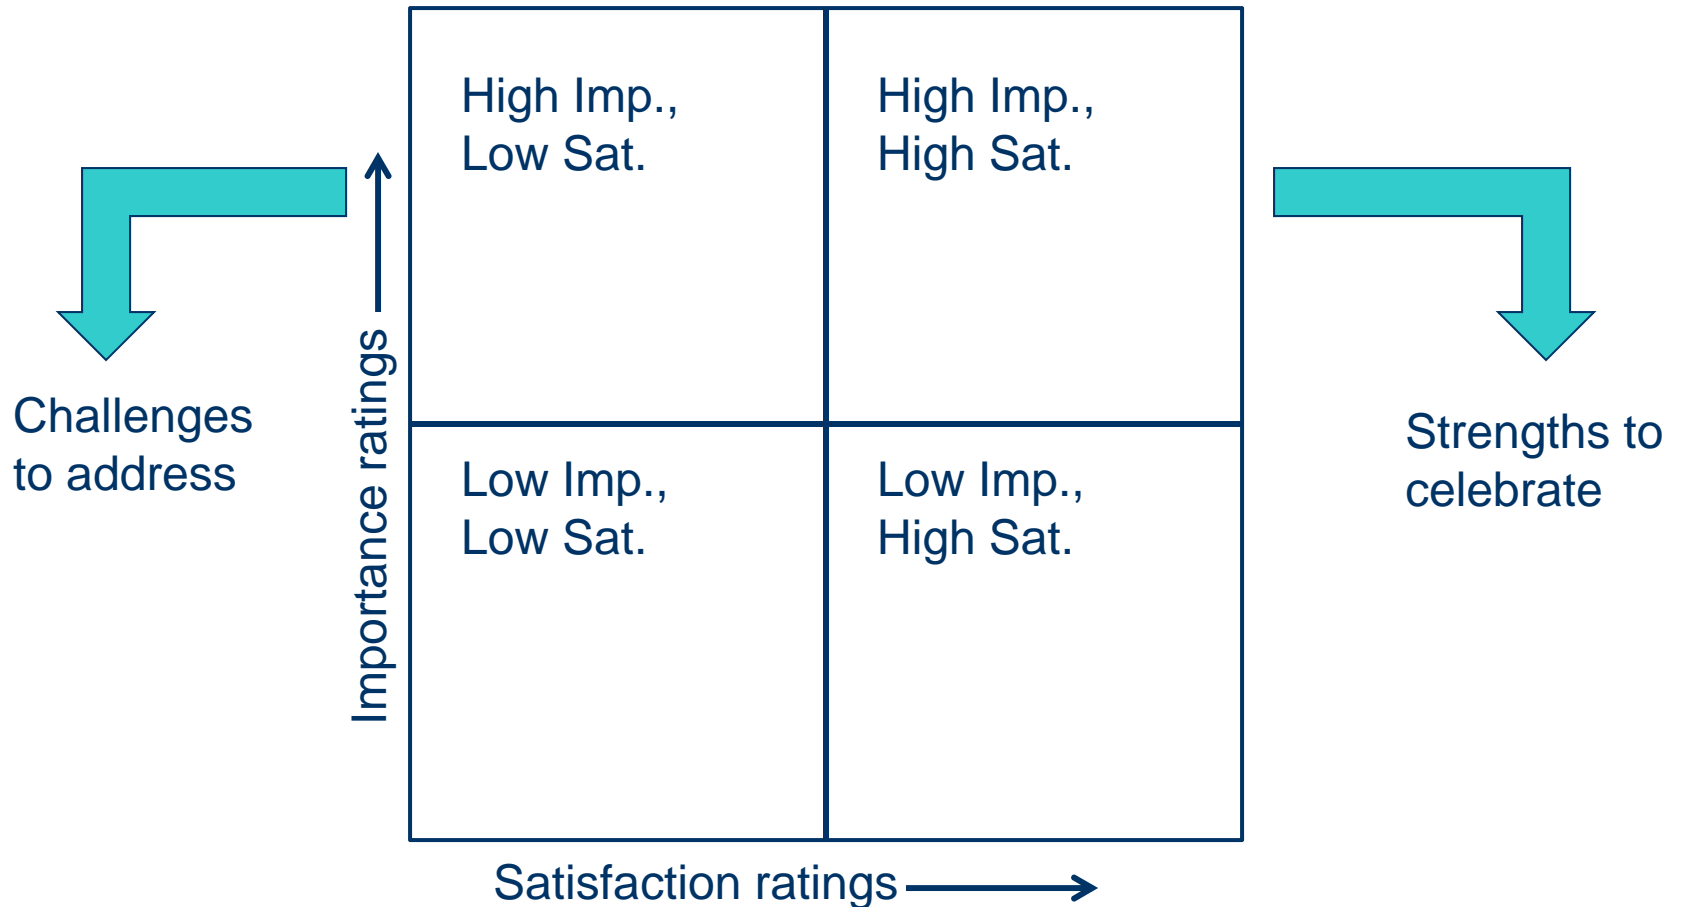 High Imp.,
Low Sat.
High Imp.,
High Sat.
Challenges
to address
Importance ratings
Strengths to
celebrate
Low Imp.,
Low Sat.
Low Imp.,
High Sat.
Satisfaction ratings